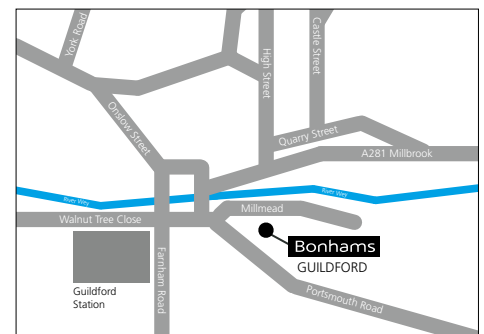 York Road
Castle Street
High Street
Onslow Street
Quarry Street
A281 Millbrook
River Wey
River Wey
Millmead
Walnut Tree Close
Bonhams
GUILDFORD
Guildford
Station
Farnham Road
Portsmouth Road